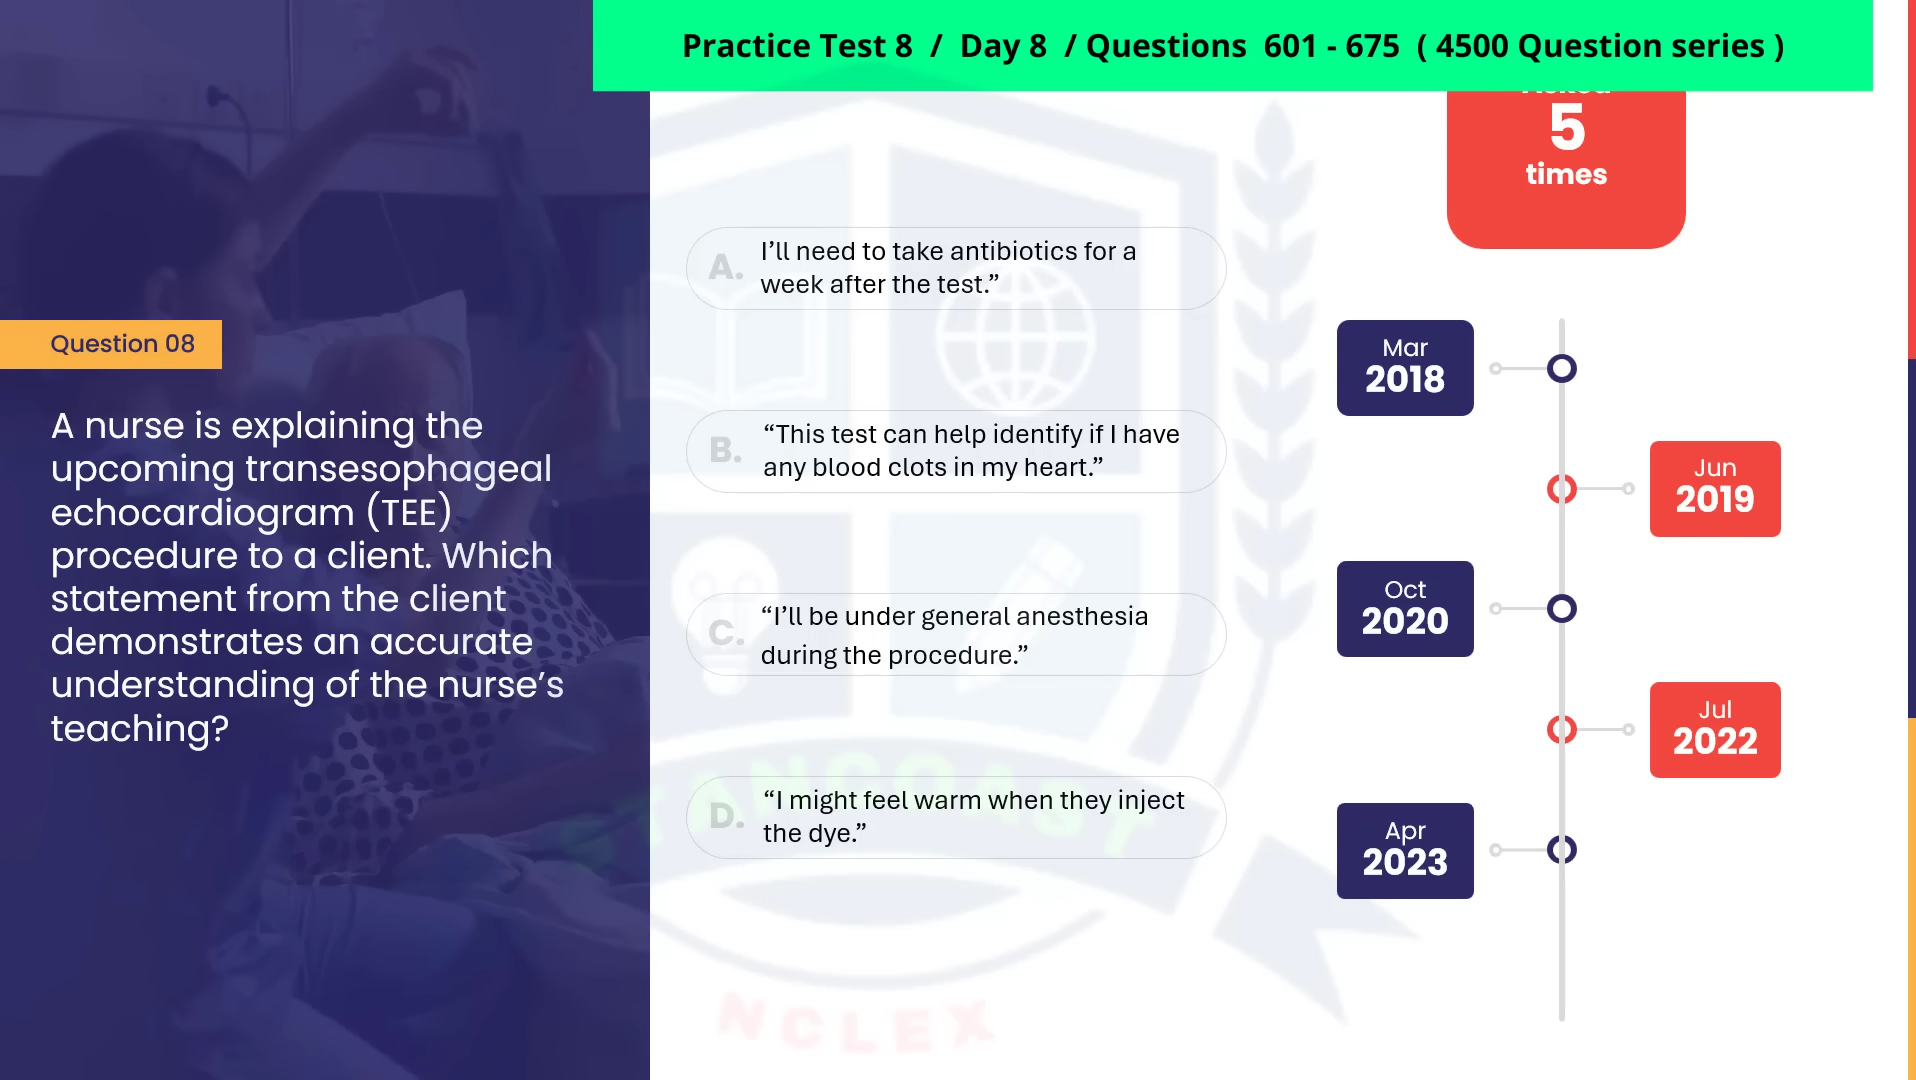 Practice Test 8 / Day 8 / Questions 601 - 675 ( 4500 Question series )
5
times
Question 08
A nurse is explaining the
upcoming transesophageal
echocardiogram (TEE)
procedure to a client. Which
statement from the client
demonstrates an accurate
understanding of the nurse’s
teaching?
A. I’ll need to take antibiotics for a
week after the test.”
B. “This test can help identify if I have
any blood clots in my heart.”
C. “I’ll be under general anesthesia
during the procedure.”
D. “I might feel warm when they inject
the dye.”
Mar
2018
Jun
2019
Oct
2020
Jul
2022
Apr
2023
NCLEX